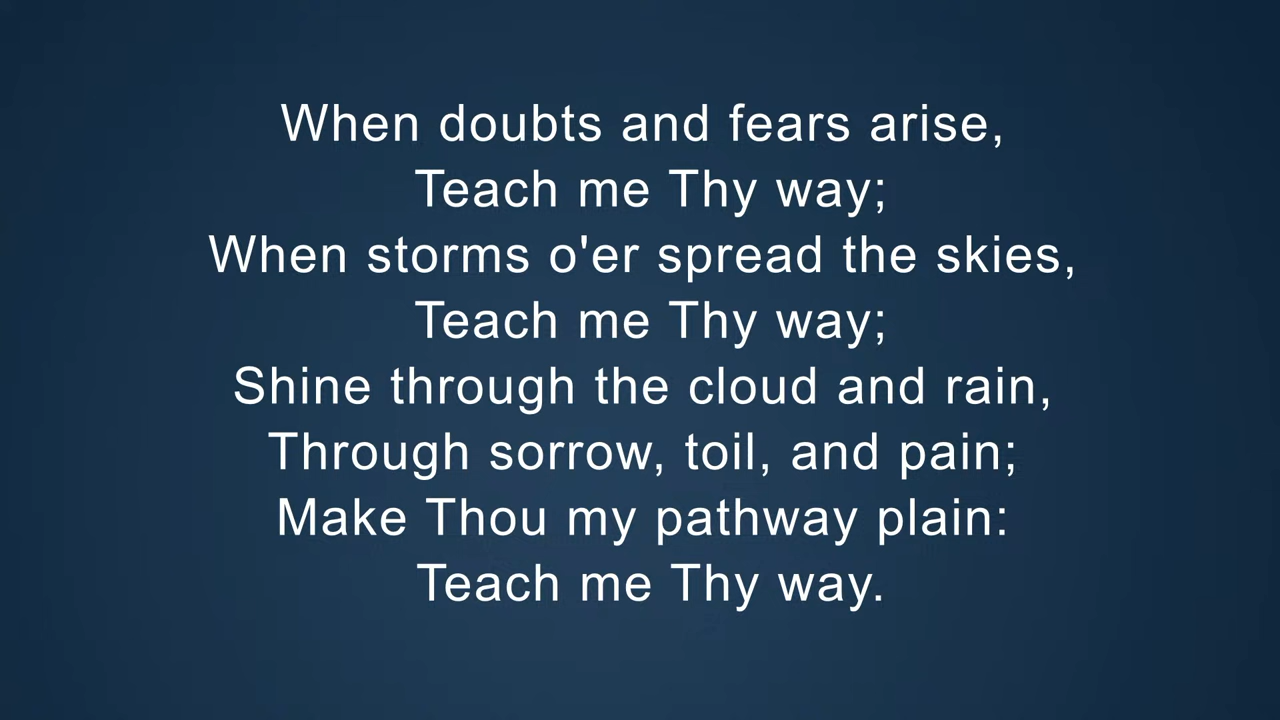 When doubts and fears arise,
Teach me Thy way;
When storms o'er spread the skies,
Teach me Thy way;
Shine through the cloud and rain,
Through sorrow, toil, and pain;
Make Thou my pathway plain:
Teach me Thy way.